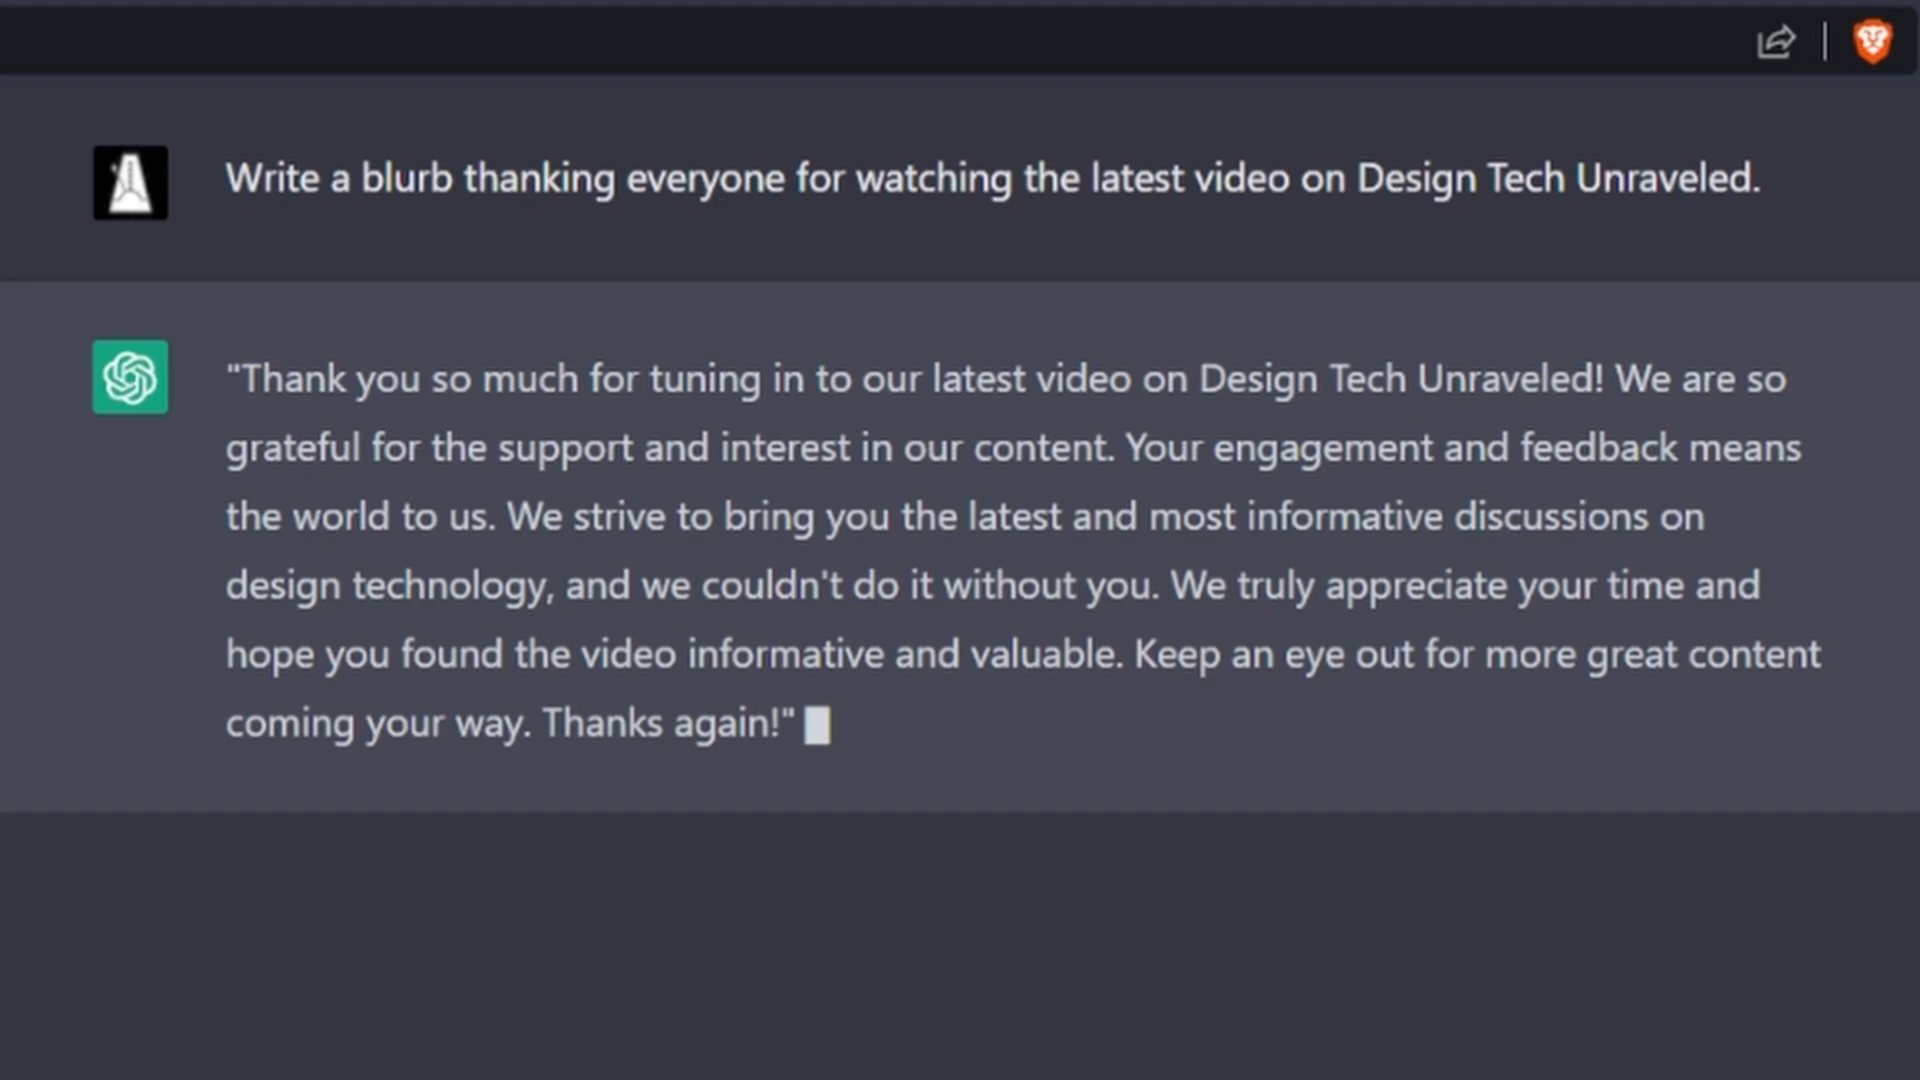 Write a blurb thanking everyone for watching the latest video on Design Tech Unraveled.
"Thank you so much for tuning in to our latest video on Design Tech Unraveled! We are so
grateful for the support and interest in our content. Your engagement and feedback means
the world to us. We strive to bring you the latest and most informative discussions on
design technology, and we couldn't do it without you. We truly appreciate your time and
hope you found the video informative and valuable. Keep an eye out for more great content
coming your way. Thanks again!"